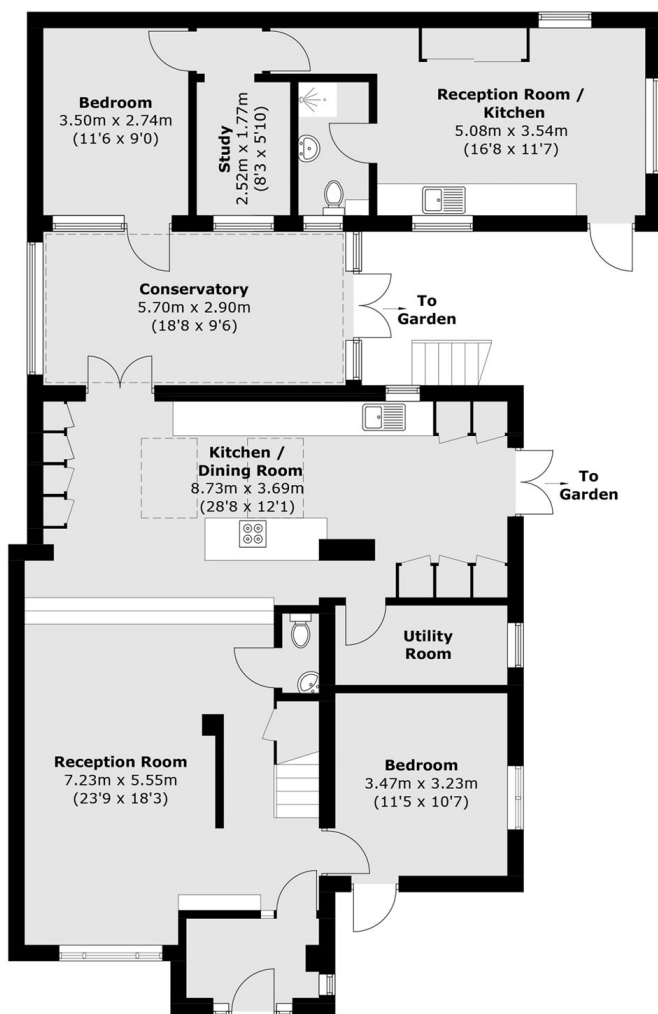 Bedroom
3.50m x 2.74m
(11'6 x 9'0)
Study
2.52m x 1.77m
(8'3 x 5'10)
Reception Room /
Kitchen
5.08m x 3.54m
(16'8 x 11'7)
Conservatory
5.70m x 2.90m
(18'8 x 9'6)
To
Garden
Kitchen /
Dining Room
8.73m x 3.69m
(28'8 x 12'1)
To
Garden
Utility
Room
Reception Room
7.23m x 5.55m
(23'9 x 18'3)
Bedroom
3.47m x 3.23m
(11'5 x 10'7)